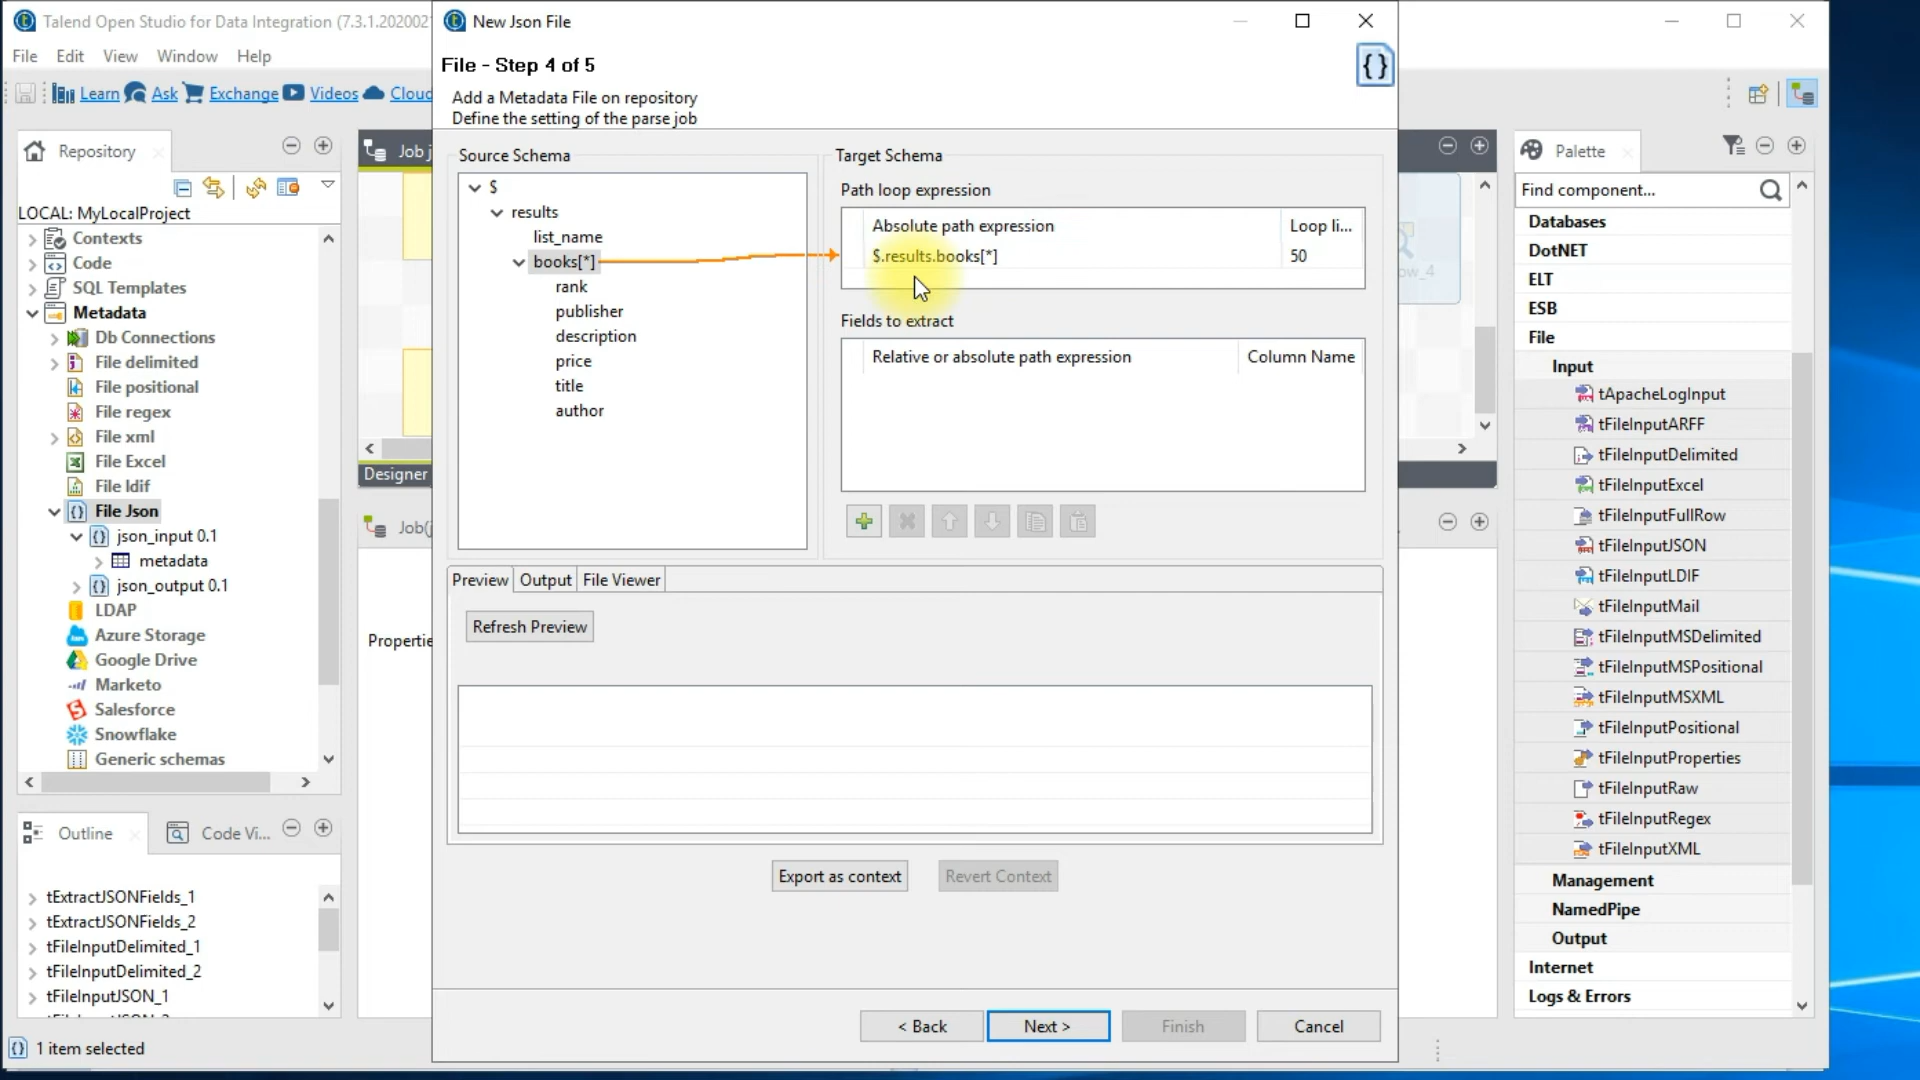 Talend Open Studio for Data Integration (7.3.1.202002
File Edit View Window Help
Learn Ask Exchange Videos Cloud
Repository
LOCAL: MyLocalProject
Contexts
Code
SQL Templates
Metadata
Db Connections
File delimited
File positional
File regex
File xml
File Excel
File ldif
File Json
json_input 0.1
metadata
json_output 0.1
LDAP
Azure Storage
Google Drive
Marketo
Salesforce
Snowflake
Generic schemas
Outline
Code Vi...
tExtractJSONFields_1
tExtractJSONFields_2
tFileInputDelimited_1
tFileInputDelimited_2
tFileInputJSON_1
1 item selected
Job j
Designer
Job(j
Propertie
New Json File
File - Step 4 of 5
Add a Metadata File on repository
Define the setting of the parse job
Source Schema
$
results
list_name
books[*]
rank
publisher
description
price
title
author
Target Schema
Path loop expression
Absolute path expression Loop li...
$.results.books[*] 50
Fields to extract
Relative or absolute path expression Column Name
Preview Output File Viewer
Refresh Preview
Export as context Revert Context
< Back Next > Finish Cancel
ow_4
Palette
Find component...
Databases
DotNET
ELT
ESB
File
Input
tApacheLogInput
tFileInputARFF
tFileInputDelimited
tFileInputExcel
tFileInputFullRow
tFileInputJSON
tFileInputLDIF
tFileInputMail
tFileInputMSDelimited
tFileInputMSPositional
tFileInputMSXML
tFileInputPositional
tFileInputProperties
tFileInputRaw
tFileInputRegex
tFileInputXML
Management
NamedPipe
Output
Internet
Logs & Errors